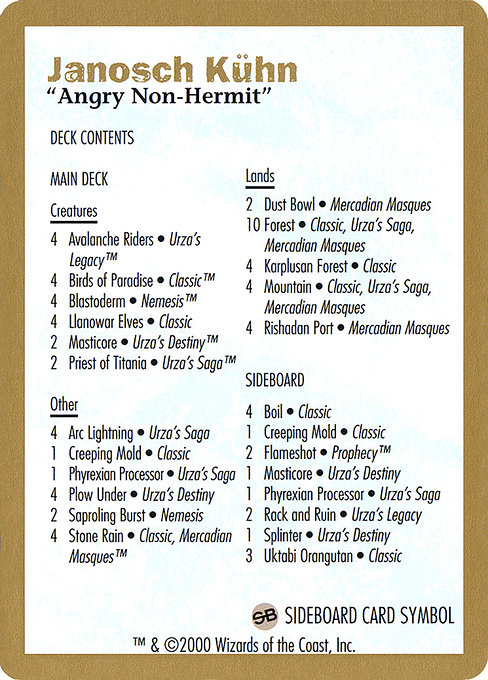 Janosch Kühn
“Angry Non-Hermit”
DECK CONTENTS
MAIN DECK
Creatures
4 Avalanche Riders • Urza’s
Legacy™
4 Birds of Paradise • Classic™
4 Blastoderm • Nemesis™
4 Llanowar Elves • Classic
2 Masticore • Urza’s Destiny™
2 Priest of Titania • Urza’s Saga™
Other
4 Arc Lightning • Urza’s Saga
1 Creeping Mold • Classic
1 Phyrexian Processor • Urza’s Saga
4 Plow Under • Urza’s Destiny
2 Saproling Burst • Nemesis
4 Stone Rain • Classic, Mercadian
Masques™
Lands
2 Dust Bowl • Mercadian Masques
10 Forest • Classic, Urza’s Saga,
Mercadian Masques
4 Karplusan Forest • Classic
4 Mountain • Classic, Urza’s Saga,
Mercadian Masques
4 Rishadan Port • Mercadian Masques
SIDEBOARD
4 Boil • Classic
1 Creeping Mold • Classic
2 Flameshot • Prophecy™
1 Masticore • Urza’s Destiny
1 Phyrexian Processor • Urza’s Saga
2 Rack and Ruin • Urza’s Legacy
1 Splinter • Urza’s Destiny
3 Uktabi Orangutan • Classic
SB SIDEBOARD CARD SYMBOL
™ & ©2000 Wizards of the Coast, Inc.